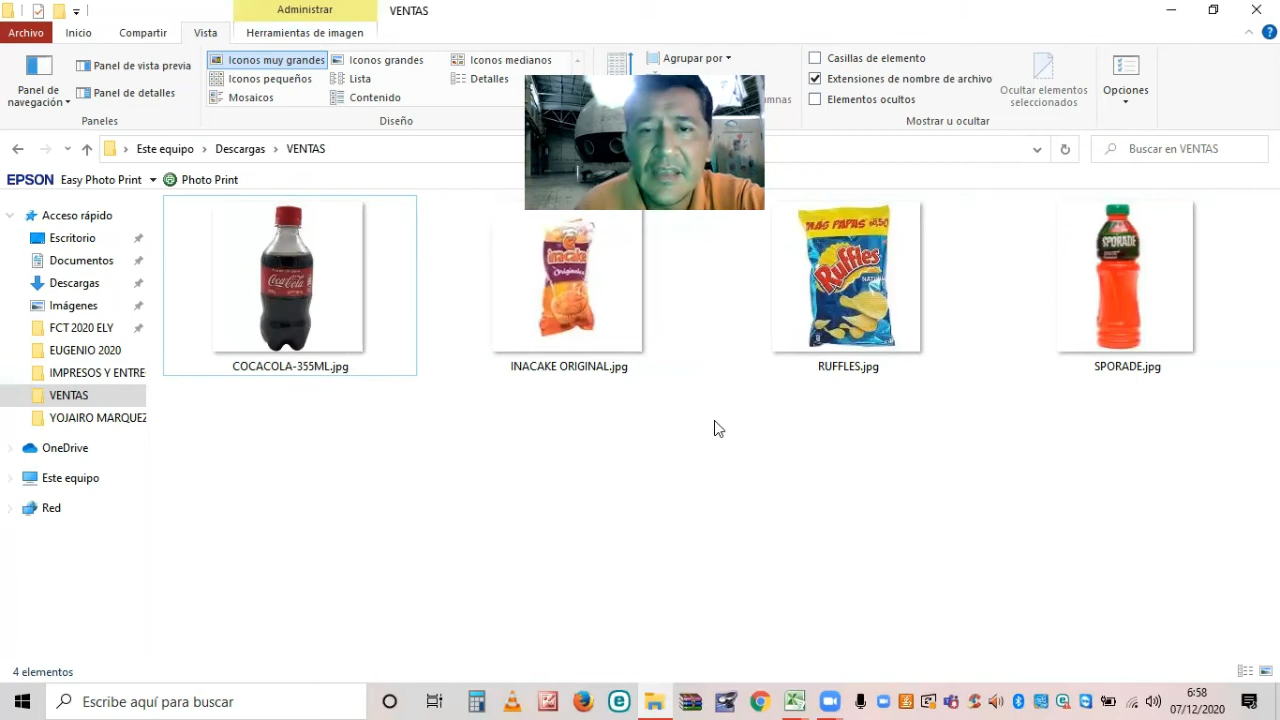 Administrar
VENTAS
Archivo
Inicio
Compartir
Vista
Herramientas de imagen
Panel de navegación
Panel de vista previa
Panel de detalles
Paneles
Iconos muy grandes
Iconos grandes
Iconos medianos
Iconos pequeños
Lista
Detalles
Mosaicos
Contenido
Diseño
Agrupar por
Casillas de elemento
Extensiones de nombre de archivo
Elementos ocultos
Ocultar elementos
seleccionados
Mostrar u ocultar
Opciones
Este equipo
Descargas
VENTAS
Buscar en VENTAS
EPSON Easy Photo Print
Photo Print
Acceso rápido
Escritorio
Documentos
Descargas
Imágenes
FCT 2020 ELY
EUGENIO 2020
IMPRESOS Y ENTRE
VENTAS
YOJAIRO MARQUEZ
OneDrive
Este equipo
Red
Coca-Cola
inacake
Originales
Ruffles
SPORADE
COCACOLA-355ML.jpg
INACAKE ORIGINAL.jpg
RUFFLES.jpg
SPORADE.jpg
4 elementos
Escribe aquí para buscar
6:58
07/12/2020